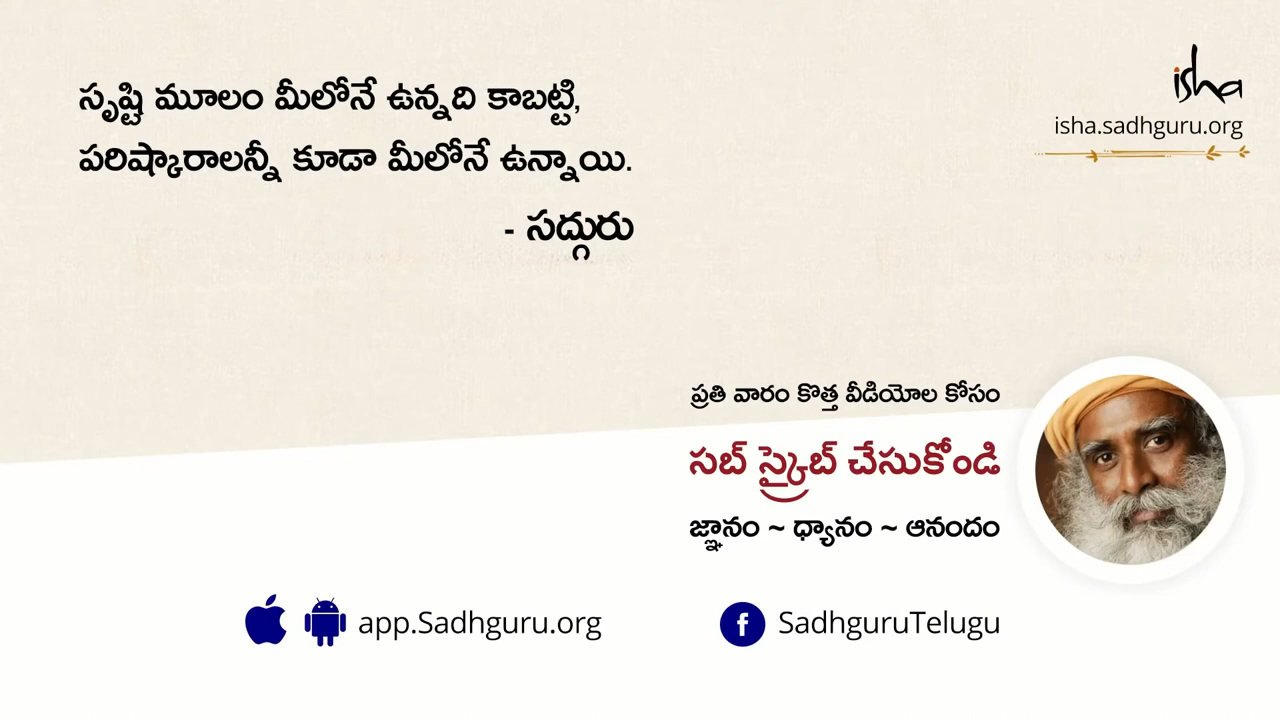 సృష్టి మూలం మీలోనే ఉన్నది కాబట్టి,
పరిష్కారాలన్నీ కూడా మీలోనే ఉన్నాయి.
- సద్గురు
isha
isha.sadhguru.org
ప్రతి వారం కొత్త వీడియోల కోసం
సబ్ స్క్రైబ్ చేసుకోండి
జ్ఞానం ~ ధ్యానం ~ ఆనందం
app.Sadhguru.org
SadhguruTelugu